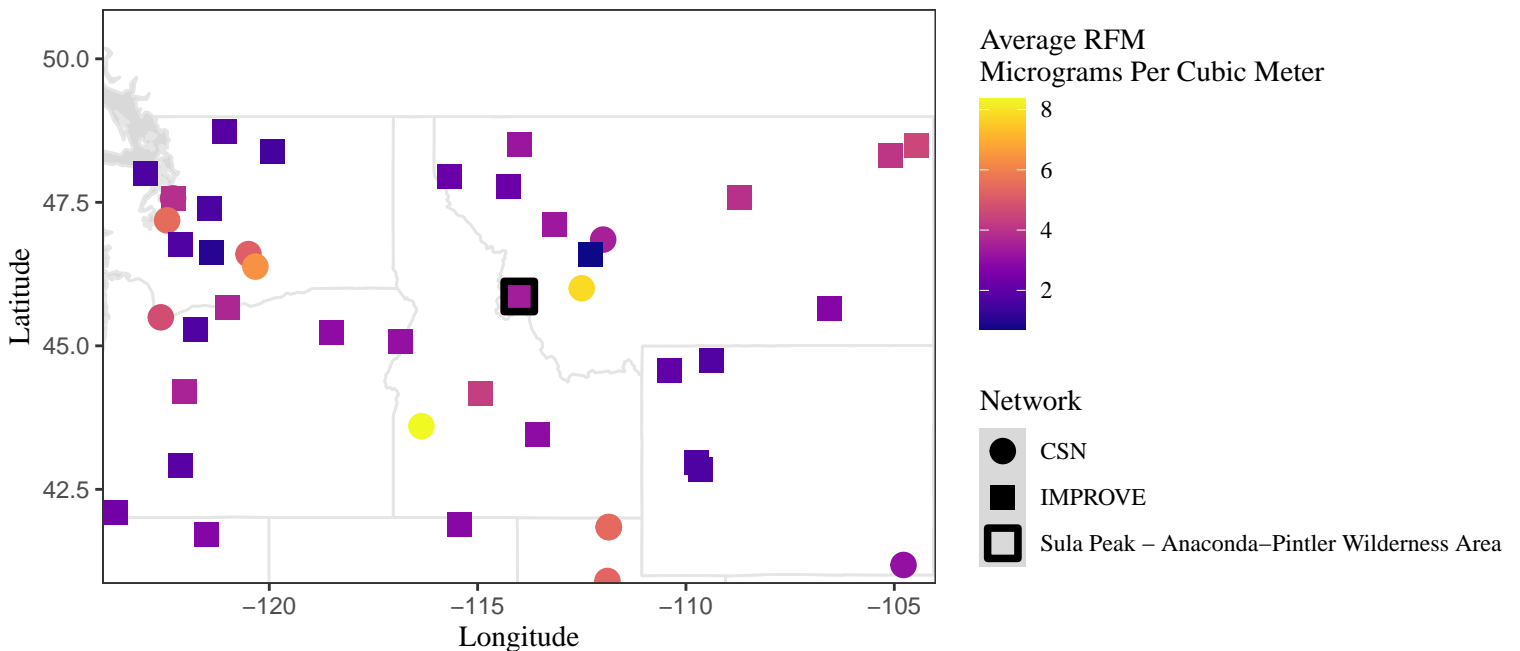 50.0
47.5
45.0
42.5
Latitude
−120
−115
−110
−105
Longitude
Average RFM
Micrograms Per Cubic Meter
8
6
4
2
Network
CSN
IMPROVE
Sula Peak − Anaconda−Pintler Wilderness Area